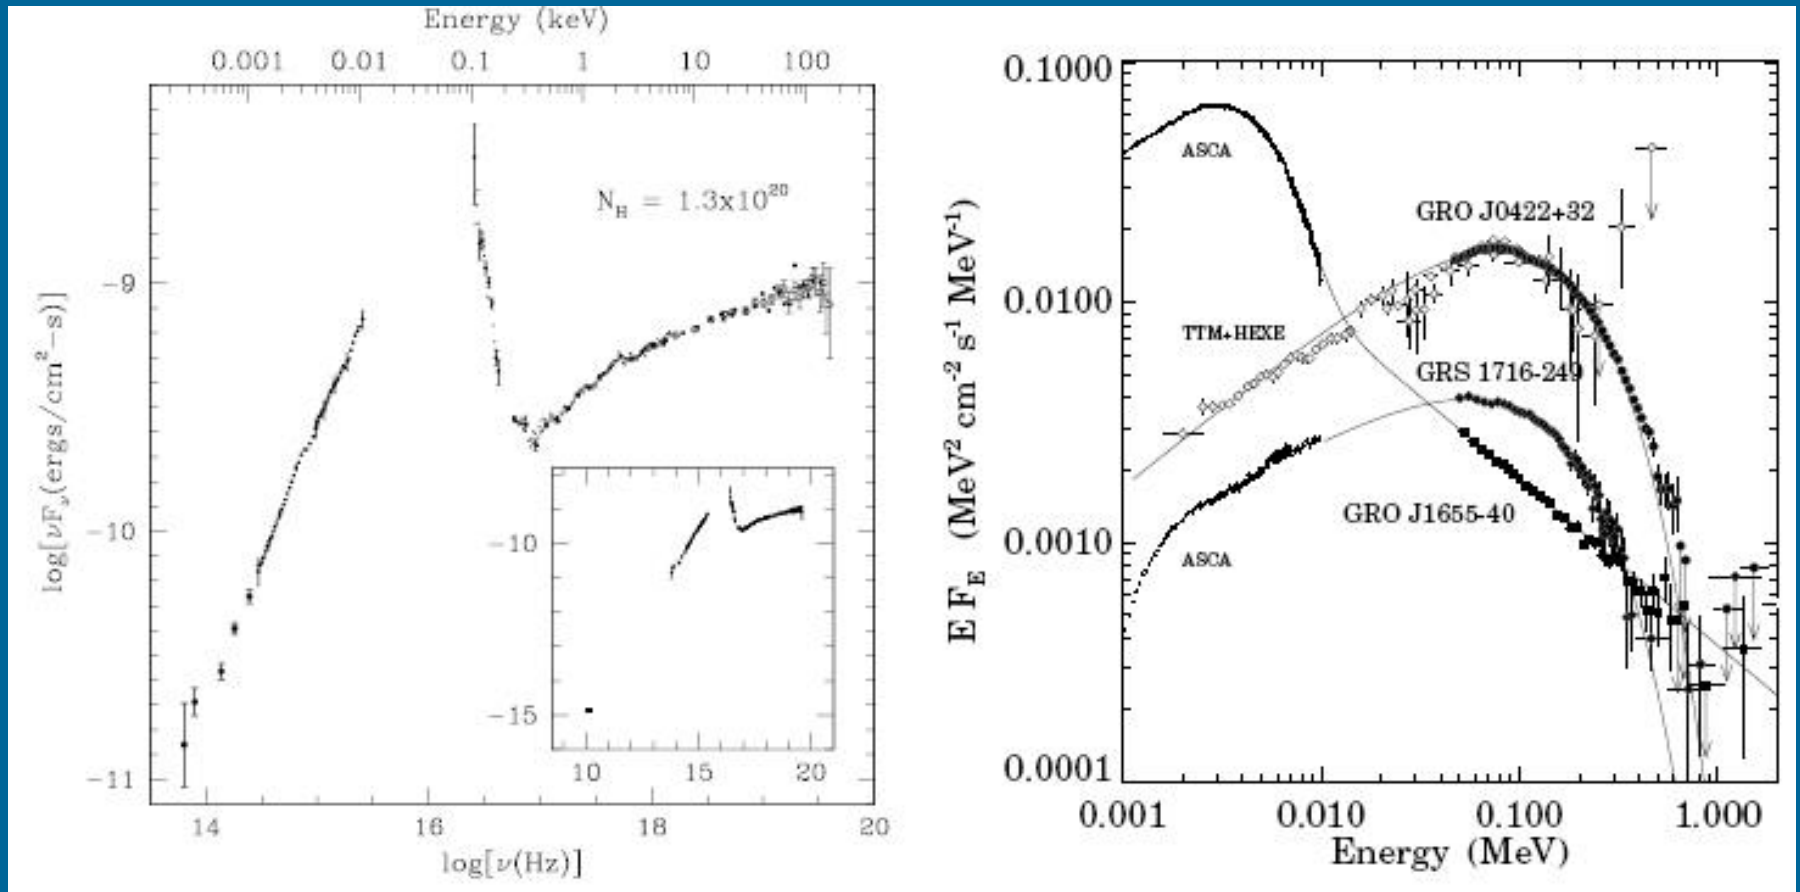 Energy (keV)
0.001 0.01 0.1 1 10 100
N_H = 1.3x10^20
log[νF_ν(ergs/cm^2-s)]
-9
-10
-11
-10
-15
10 15 20
14 16 18 20
log[ν(Hz)]
E F_E (MeV^2 cm^-2 s^-1 MeV^-1)
0.1000
0.0100
0.0010
0.0001
ASCA
GRO J0422+32
TTM+HEXE
GRS 1716-249
GRO J1655-40
ASCA
0.001 0.010 0.100 1.000
Energy (MeV)